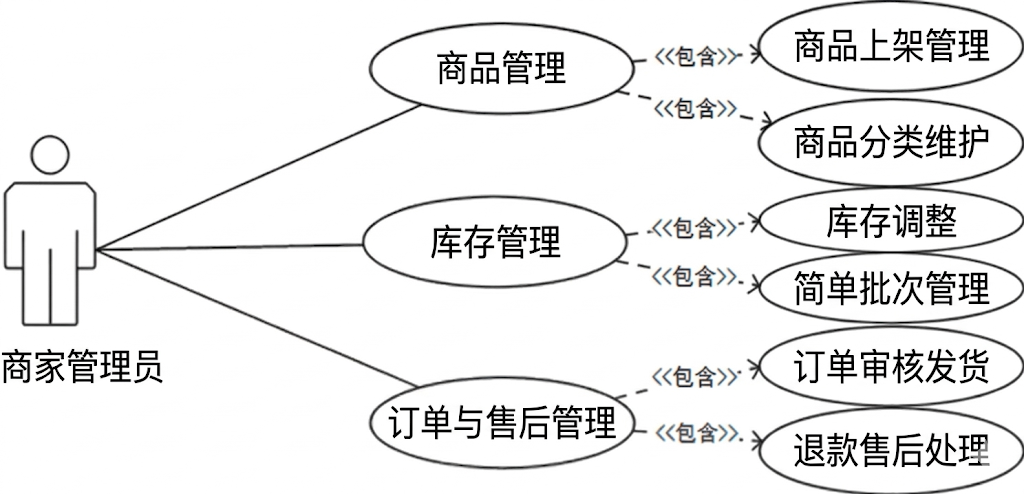 商品管理
<<包含>>
商品上架管理
<<包含>>
商品分类维护
库存管理
<<包含>>
库存调整
<<包含>>
简单批次管理
商家管理员
订单与售后管理
<<包含>>
订单审核发货
<<包含>>
退款售后处理